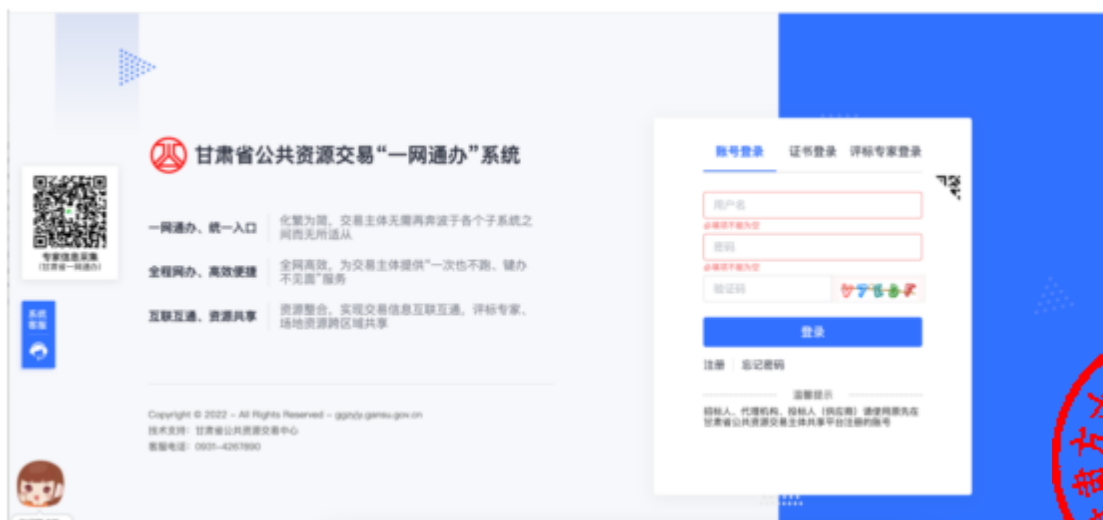 甘肃省公共资源交易“一网通办”系统
一网通办、统一入口
化繁为简，交易主体无需再奔波于各个子系统之
间而无所适从
全程网办、高效便捷
全网高效，为交易主体提供“一次也不跑、键办
不见面”服务
互联互通、资源共享
资源整合，实现交易信息互联互通，评标专家、
场地资源跨区域共享
Copyright © 2022 - All Rights Reserved - ggzyjy.gansu.gov.cn
技术支持：甘肃省公共资源交易中心
客服电话：0931-4267890
专家信息采集
(甘肃省一网通办)
系统
客服
账号登录 证书登录 评标专家登录
用户名
必填项不能为空
密码
必填项不能为空
验证码
登录
注册 忘记密码
温馨提示
招标人、代理机构、投标人（供应商）请使用原先在
甘肃省公共资源交易主体共享平台注册的账号